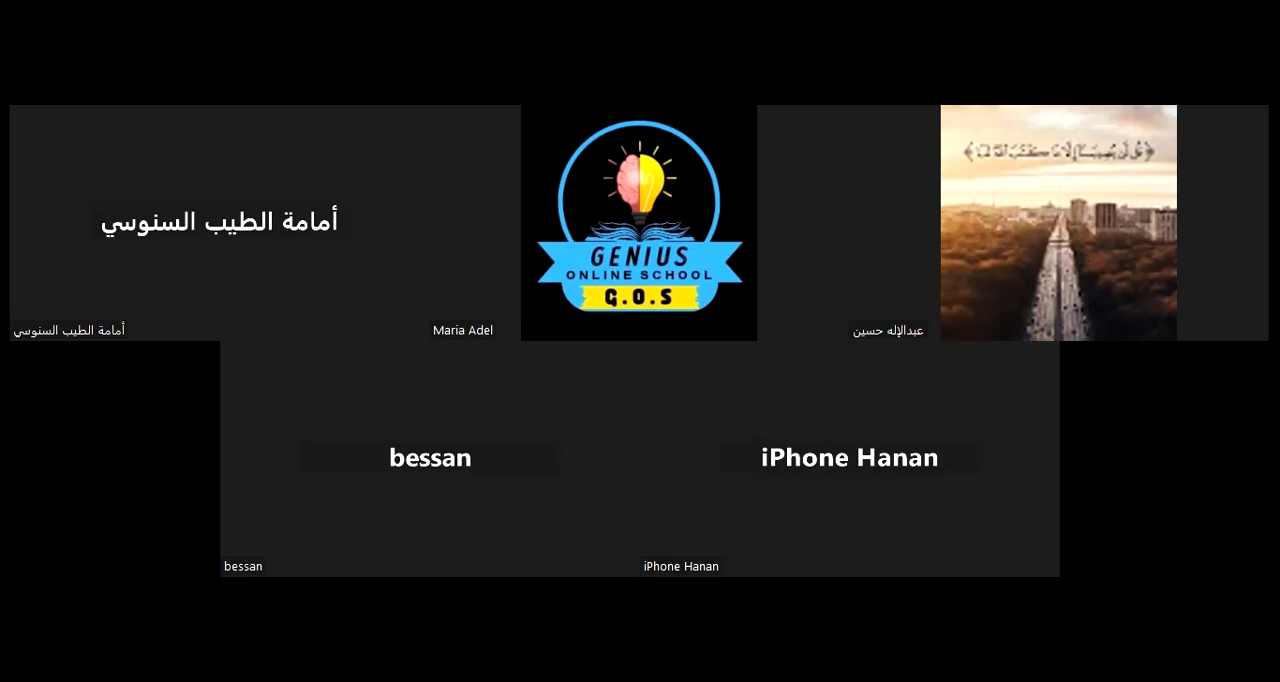 أمامة الطيب السنوسي
أمامة الطيب السنوسي
Maria Adel
GENIUS
ONLINE SCHOOL
G.O.S
عبدالإله حسين
bessan
bessan
iPhone Hanan
iPhone Hanan